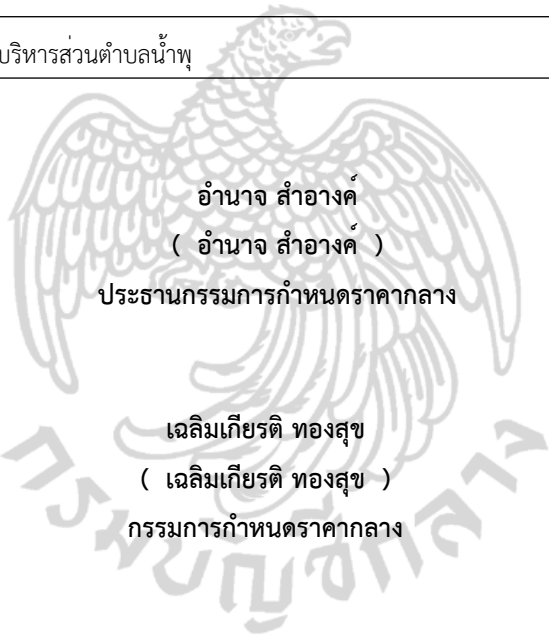 บริหารส่วนตำบลน้ำพุ
อำนาจ สำอางค์
( อำนาจ สำอางค์ )
ประธานกรรมการกำหนดราคากลาง
เฉลิมเกียรติ ทองสุข
( เฉลิมเกียรติ ทองสุข )
กรรมการกำหนดราคากลาง
กรมบัญชีกลาง